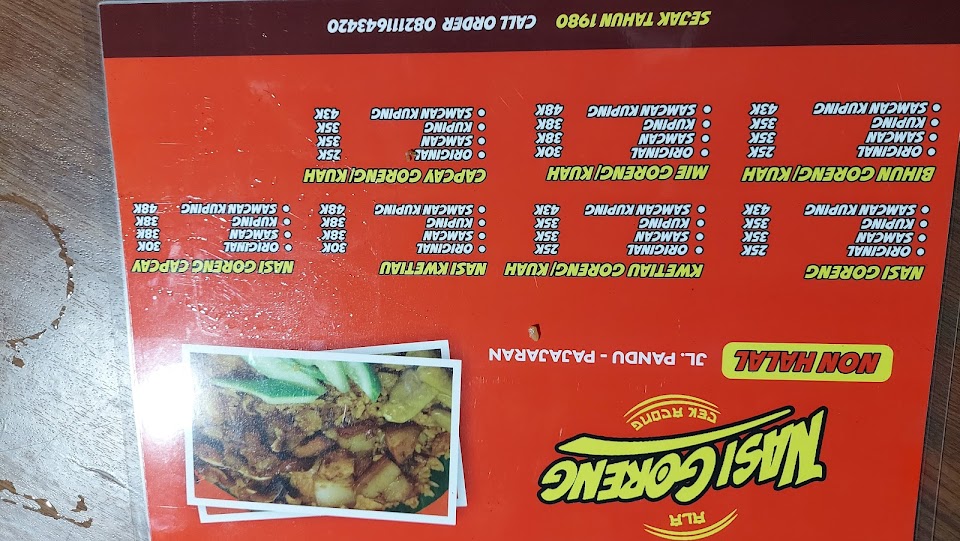 ALA
NASI GORENG
CEK ACONG
NON HALAL
JL. PANDU - PAJAJARAN
NASI GORENG
• ORIGINAL 25K
• SAMCAN 35K
• KUPING 35K
• SAMCAN KUPING 43K
KWETIAU GORENG/ KUAH
• ORIGINAL 25K
• SAMCAN 35K
• KUPING 35K
• SAMCAN KUPING 43K
NASI KWETIAU
• ORIGINAL 30K
• SAMCAN 38K
• KUPING 38K
• SAMCAN KUPING 48K
NASI GORENG CAPCAY
• ORIGINAL 30K
• SAMCAN 38K
• KUPING 38K
• SAMCAN KUPING 48K
BIHUN GORENG/ KUAH
• ORIGINAL 25K
• SAMCAN 35K
• KUPING 35K
• SAMCAN KUPING 43K
MIE GORENG/ KUAH
• ORIGINAL 30K
• SAMCAN 38K
• KUPING 38K
• SAMCAN KUPING 48K
CAPCAY GORENG/ KUAH
• ORIGINAL 25K
• SAMCAN 35K
• KUPING 35K
• SAMCAN KUPING 43K
SEJAK TAHUN 1980
CALL ORDER 082111643420